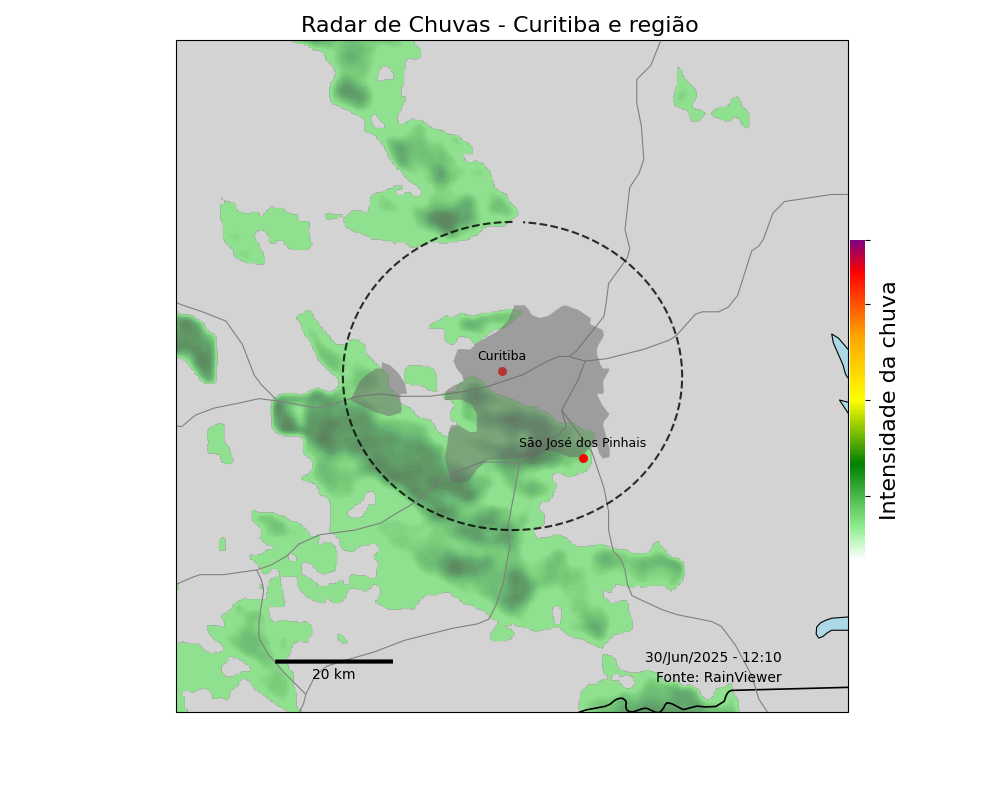 Radar de Chuvas - Curitiba e região
Curitiba
São José dos Pinhais
Intensidade da chuva
30/Jun/2025 - 12:10
Fonte: RainViewer
20 km